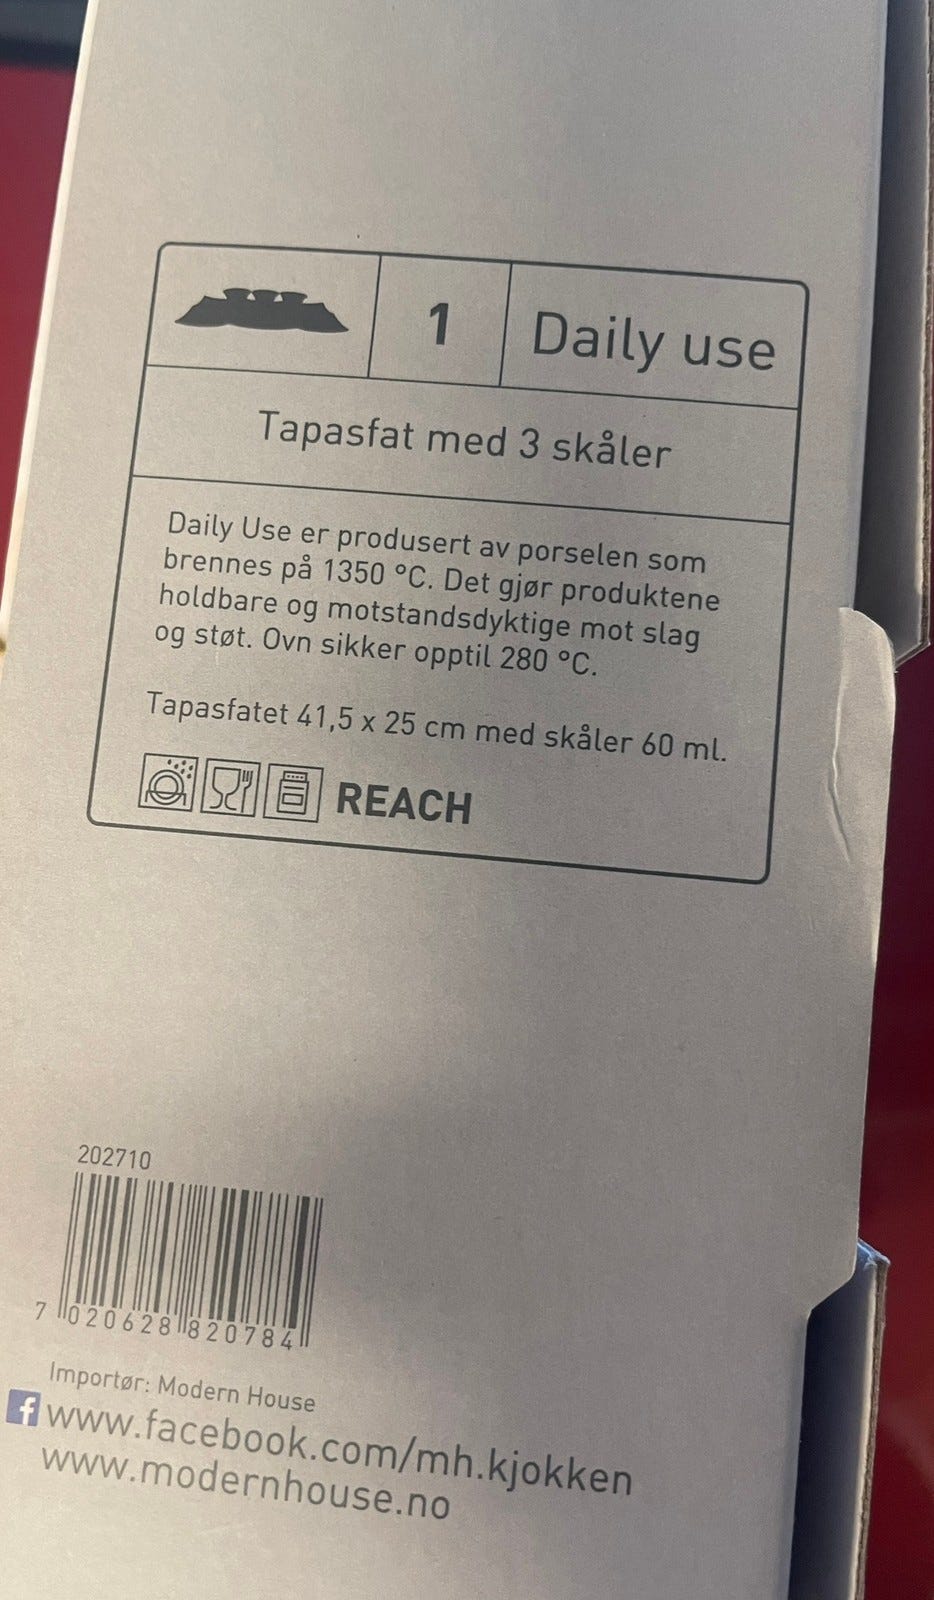 1
Daily use
Tapasfat med 3 skåler
Daily Use er produsert av porselen som
brennes på 1350 °C. Det gjør produktene
holdbare og motstandsdyktige mot slag
og støt. Ovn sikker opptil 280 °C.
Tapasfatet 41,5 x 25 cm med skåler 60 ml.
REACH
202710
7 020628 820784
Importør: Modern House
f www.facebook.com/mh.kjokken
www.modernhouse.no